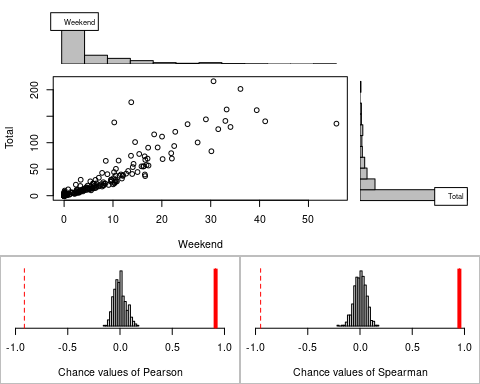 Weekend
Total
200
150
50
0
0 10 20 30 40 50
Weekend
Total
-1.0 -0.5 0.0 0.5 1.0
Chance values of Pearson
-1.0 -0.5 0.0 0.5 1.0
Chance values of Spearman